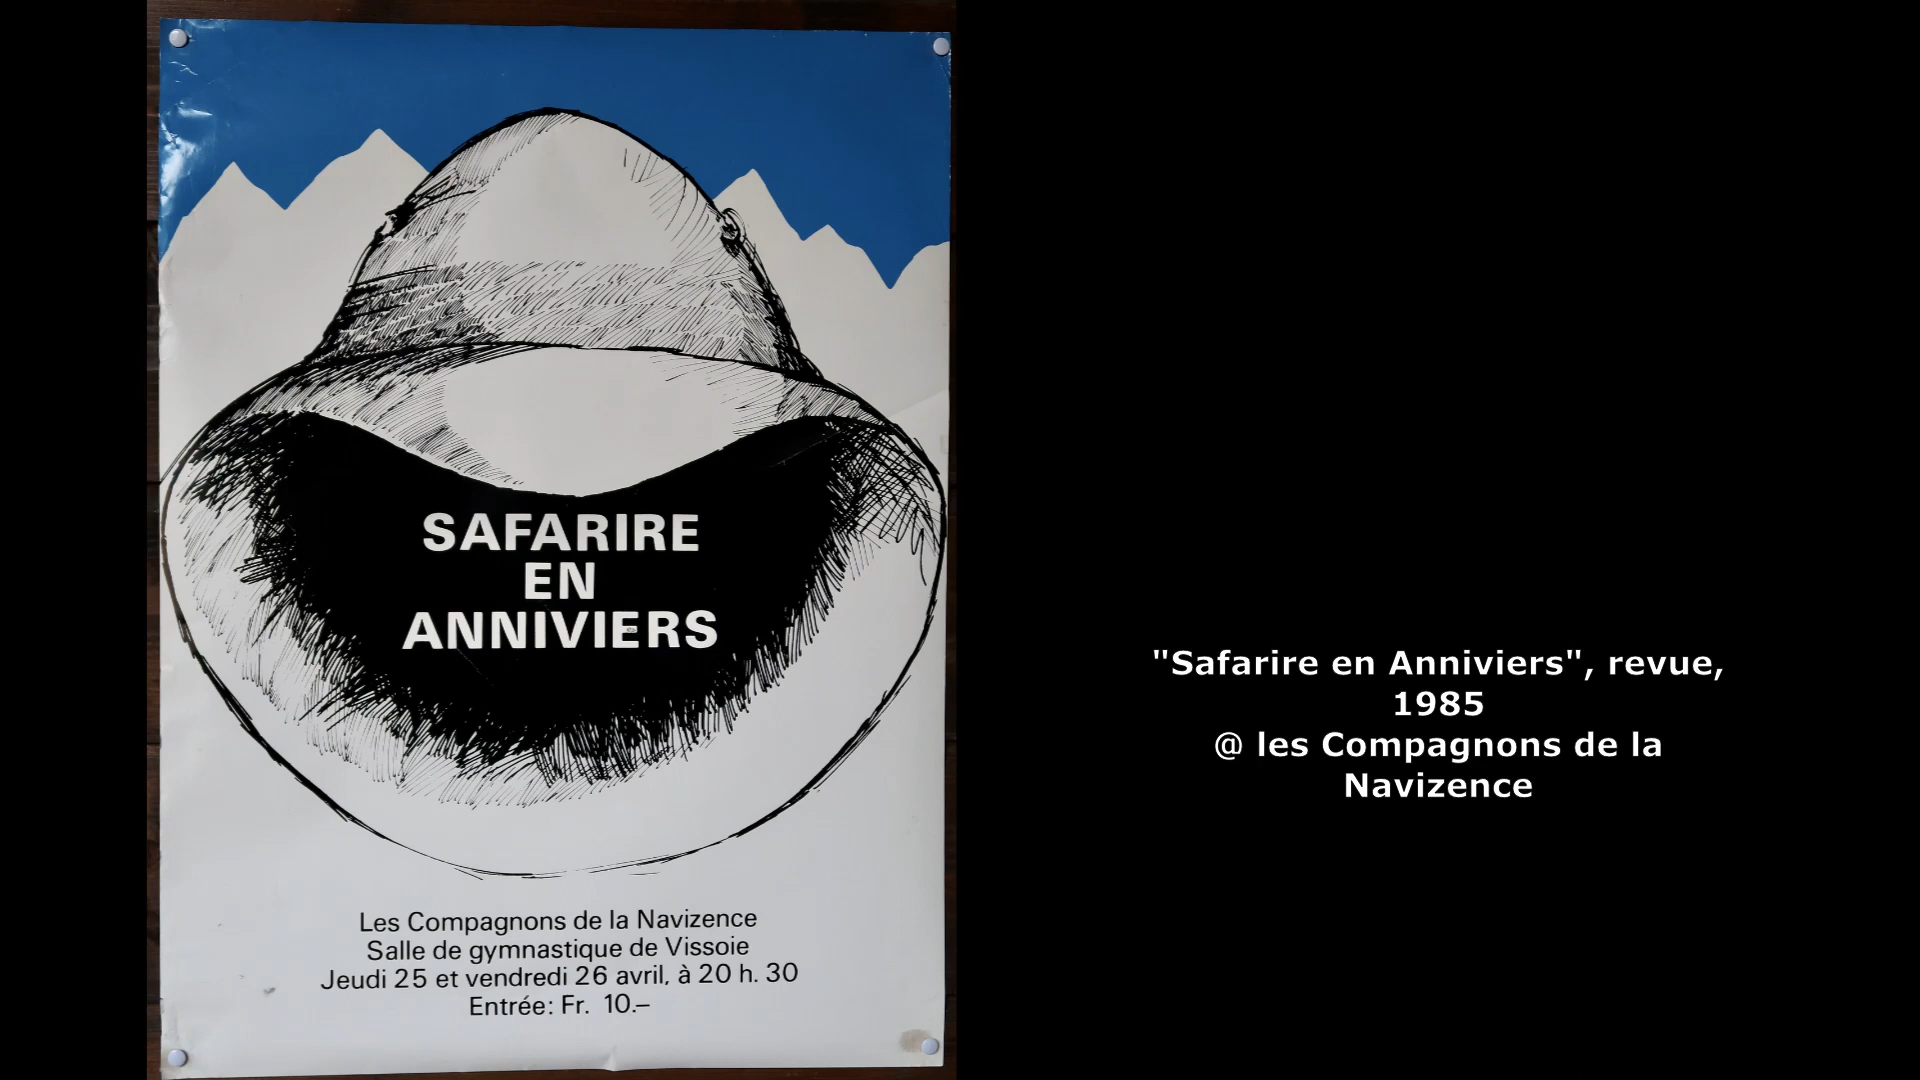 SAFARIRE
EN
ANNIVIERS
Les Compagnons de la Navizence
Salle de gymnastique de Vissoie
Jeudi 25 et vendredi 26 avril, à 20 h. 30
Entrée: Fr. 10.–
"Safarire en Anniviers", revue,
1985
@ les Compagnons de la
Navizence